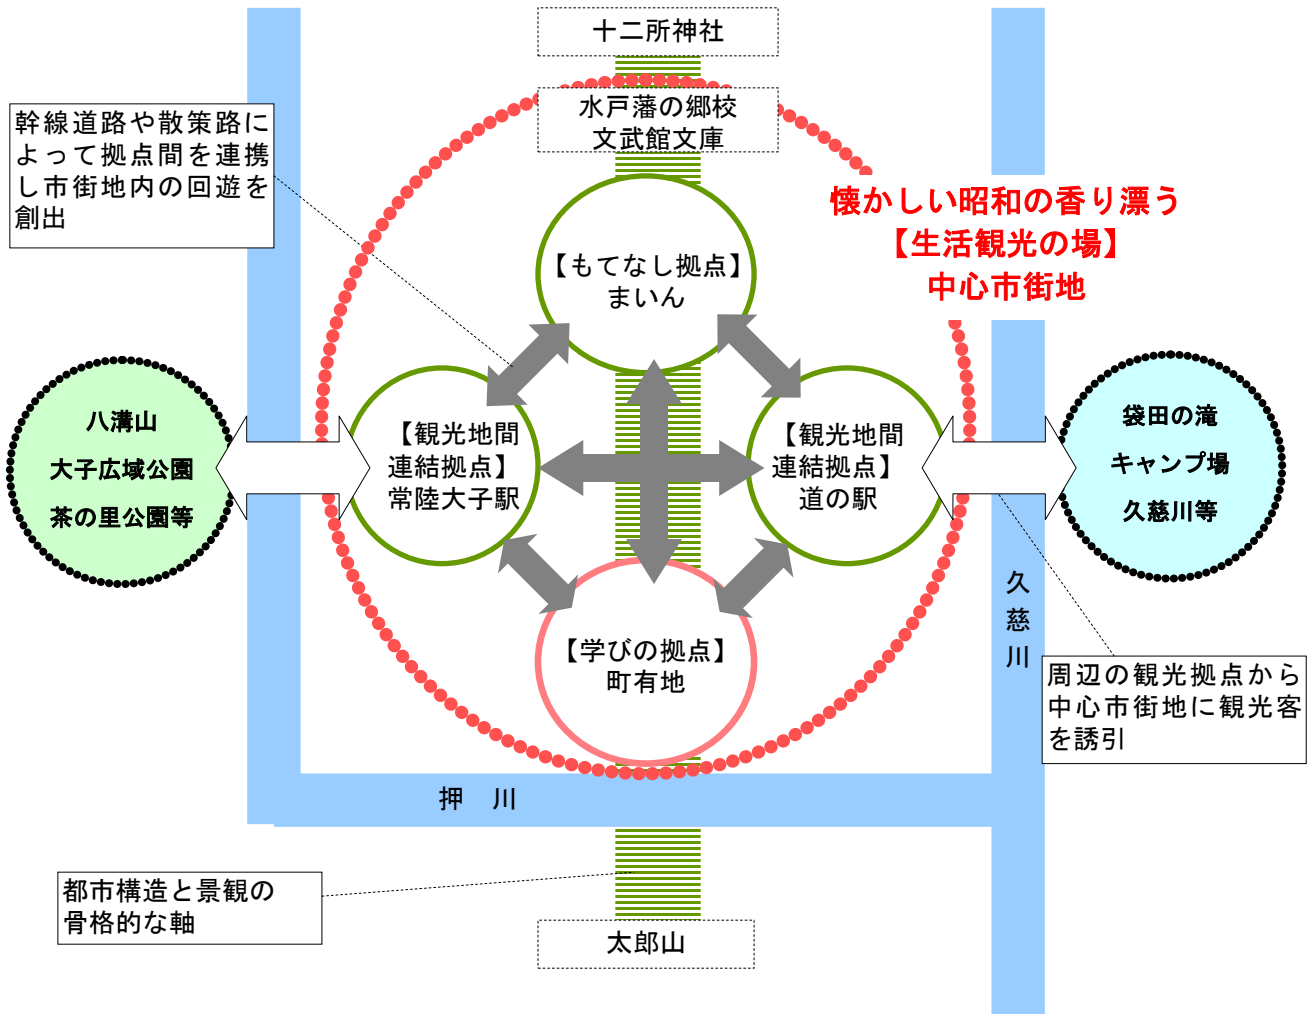 十二所神社
水戸藩の郷校
文武館文庫
幹線道路や散策路に
よって拠点間を連携
し市街地内の回遊を
創出
懐かしい昭和の香り漂う
【生活観光の場】
中心市街地
【もてなし拠点】
まいん
八溝山
大子広域公園
茶の里公園等
【観光地間
連結拠点】
常陸大子駅
【観光地間
連結拠点】
道の駅
袋田の滝
キャンプ場
久慈川等
久慈川
【学びの拠点】
町有地
周辺の観光拠点から
中心市街地に観光客
を誘引
押　川
都市構造と景観の
骨格的な軸
太郎山